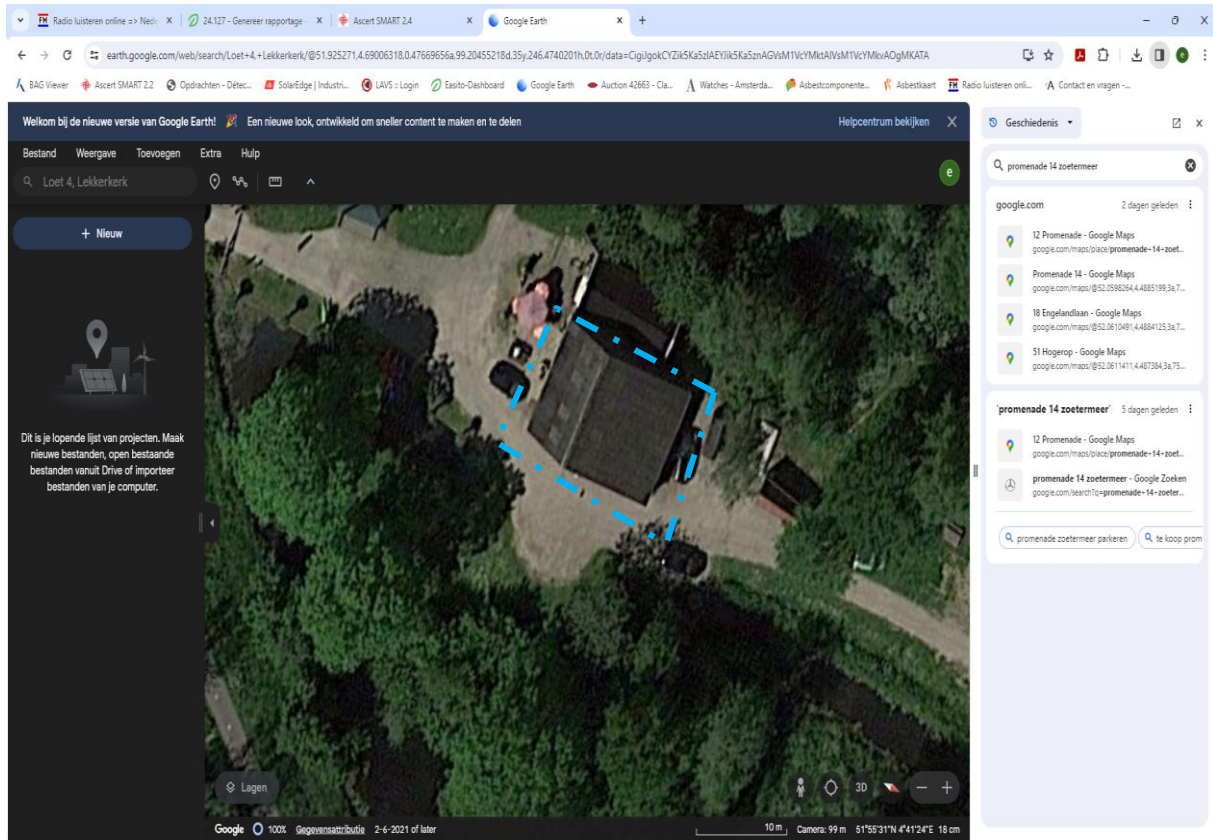 Radio luisteren online => Nede
24.127 - Genereer rapportage -
Ascert SMART 2.4
Google Earth
earth.google.com/web/search/Loet+4,+Lekkerkerk/@51.925271,4.69006318,0.47669656a,99.20455218d,35y,246.4740201h,0t,0r/data=CigiJgokCYZik5Ka5zlAEYJik5Ka5znAGVsM1VcYMktAIVsM1VcYMkvAOgMKATA
BAG Viewer
Ascert SMART 2.2
Opdrachten - Détec...
SolarEdge | Industri...
LAVS :: Login
Easito-Dashboard
Google Earth
Auction 42663 - Cla...
Watches - Amsterda...
Asbestcomponente...
Asbestkaart
Radio luisteren onli...
Contact en vragen -...
Welkom bij de nieuwe versie van Google Earth! Een nieuwe look, ontwikkeld om sneller content te maken en te delen
Helpcentrum bekijken
Bestand Weergave Toevoegen Extra Hulp
Loet 4, Lekkerkerk
e
+ Nieuw
Dit is je lopende lijst van projecten. Maak
nieuwe bestanden, open bestaande
bestanden vanuit Drive of importeer
bestanden van je computer.
Lagen
3D
Google 100% Gegevensattributie 2-6-2021 of later
10 m
Camera: 99 m 51°55'31"N 4°41'24"E 18 cm
Geschiedenis
promenade 14 zoetermeer
google.com 2 dagen geleden
12 Promenade - Google Maps
google.com/maps/place/promenade+14+zoet...
Promenade 14 - Google Maps
google.com/maps/@52.0598264,4.4885199,3a,7...
18 Engelandlaan - Google Maps
google.com/maps/@52.0610491,4.4884125,3a,7...
51 Hogerop - Google Maps
google.com/maps/@52.0611411,4.487384,3a,75...
'promenade 14 zoetermeer' 5 dagen geleden
12 Promenade - Google Maps
google.com/maps/place/promenade+14+zoet...
promenade 14 zoetermeer - Google Zoeken
google.com/search?q=promenade+14+zoeter...
promenade zoetermeer parkeren
te koop prom